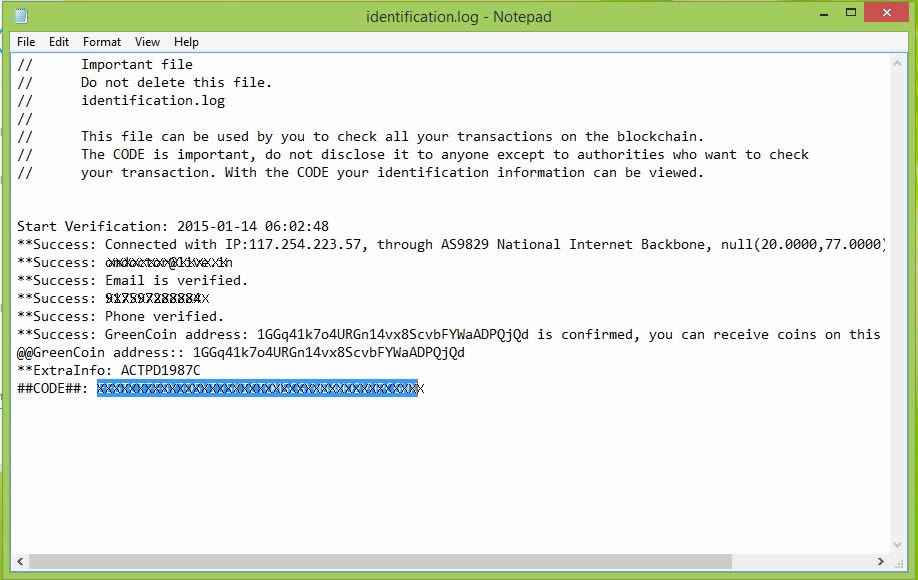 identification.log - Notepad
File Edit Format View Help
// Important file
// Do not delete this file.
// identification.log
//
// This file can be used by you to check all your transactions on the blockchain.
// The CODE is important, do not disclose it to anyone except to authorities who want to check
// your transaction. With the CODE your identification information can be viewed.
Start Verification: 2015-01-14 06:02:48
**Success: Connected with IP:117.254.223.57, through AS9829 National Internet Backbone, null(20.0000,77.0000)
**Success:
**Success: Email is verified.
**Success:
**Success: Phone verified.
**Success: GreenCoin address: 1GGq41k7o4URGn14vx8ScvbFYWaADPQjQd is confirmed, you can receive coins on this
@@GreenCoin address:: 1GGq41k7o4URGn14vx8ScvbFYWaADPQjQd
**ExtraInfo: ACTPD1987C
##CODE##: